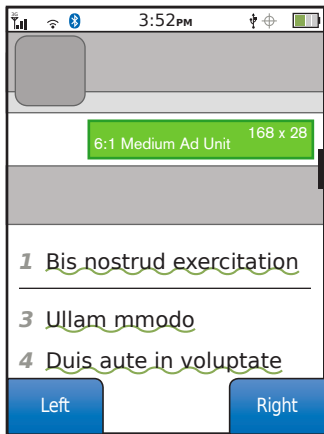 3G
3:52PM
168 x 28
6:1 Medium Ad Unit
1 Bis nostrud exercitation
3 Ullam mmodo
4 Duis aute in voluptate
Left Right